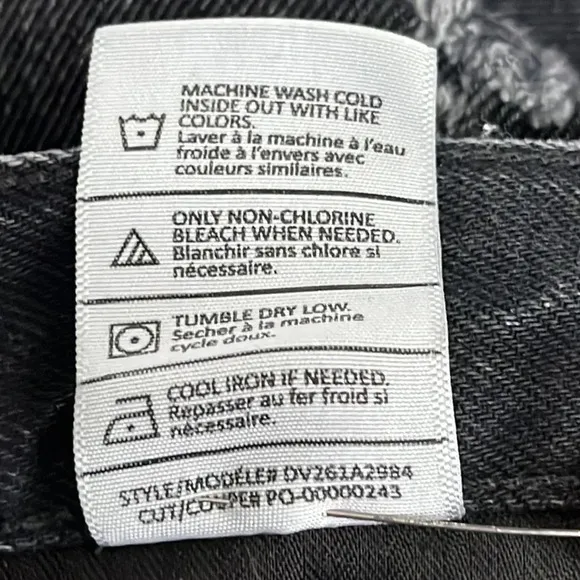 MACHINE WASH COLD
INSIDE OUT WITH LIKE
COLORS.
Laver à la machine à l'eau
froide à l'envers avec
couleurs similaires.
ONLY NON-CHLORINE
BLEACH WHEN NEEDED.
Blanchir sans chlore si
nécessaire.
TUMBLE DRY LOW.
Secher à la machine
cycle doux.
COOL IRON IF NEEDED.
Repasser au fer froid si
nécessaire.
STYLE/MODÉLE# DV261A2984
CUT/COUPE# PO-00000243